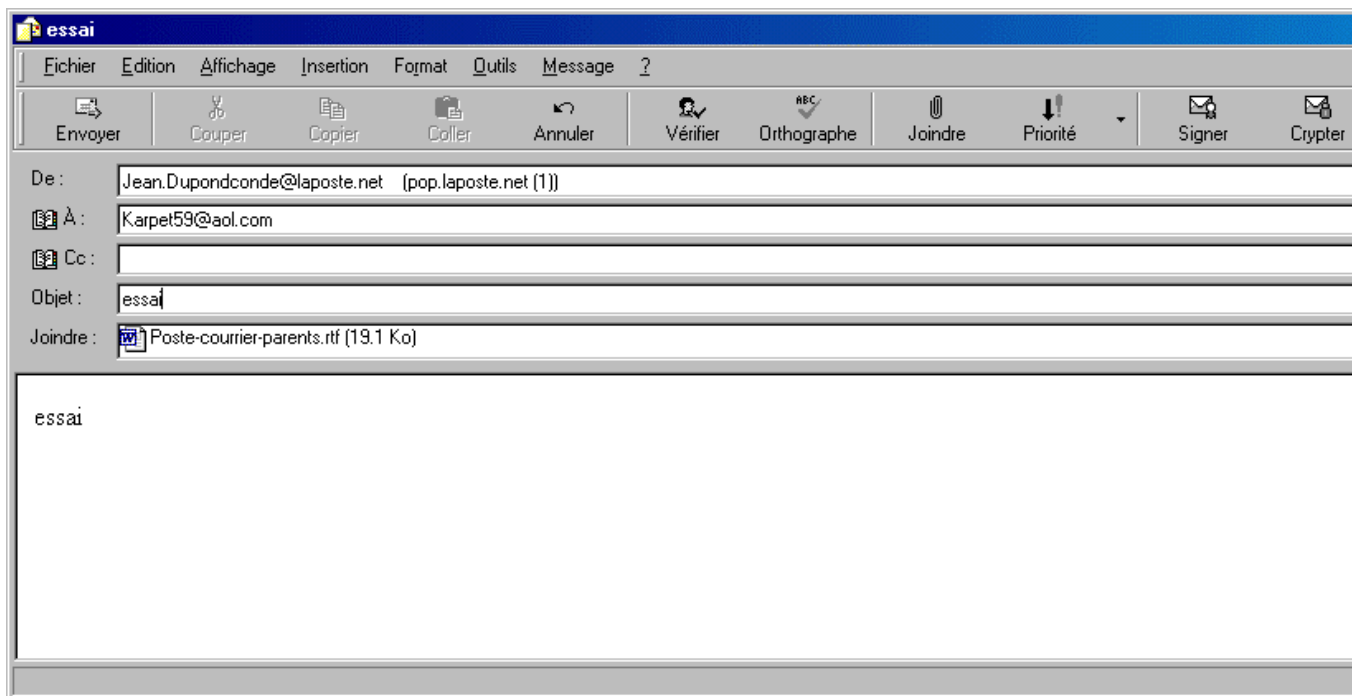 essai
Fichier Edition Affichage Insertion Format Outils Message ?
Envoyer Couper Copier Coller Annuler Vérifier ABC Orthographe Joindre Priorité Signer Crypter
De : Jean.Dupondconde@laposte.net (pop.laposte.net (1))
À : Karpet59@aol.com
Cc :
Objet : essai
Joindre : Poste-courrier-parents.rtf (19.1 Ko)
essai